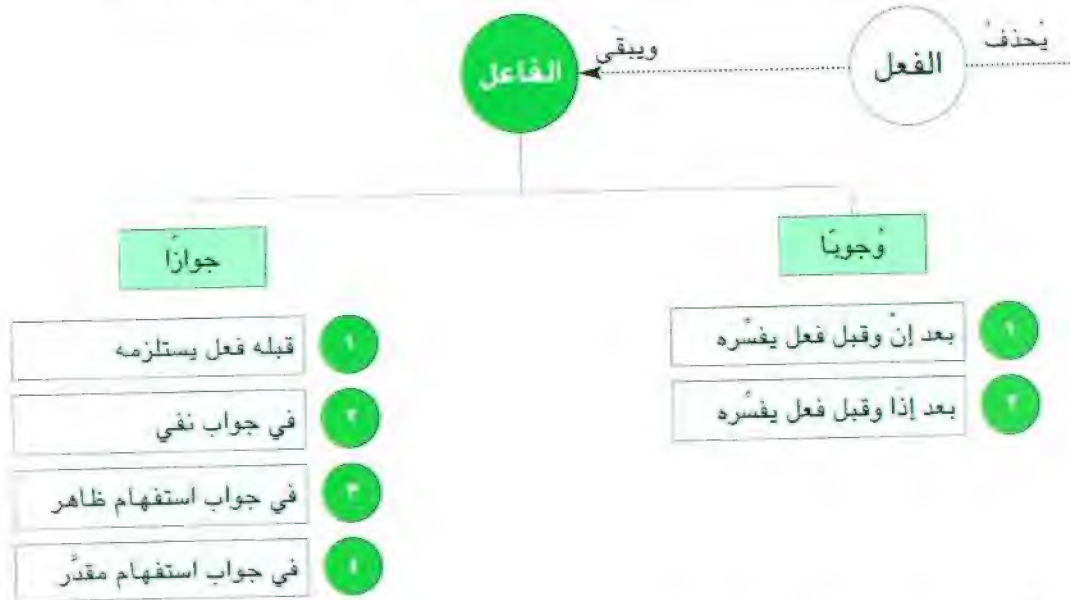 يُحذفُ
الفعل
ويبقى
الفاعل
وُجوبًا
١ بعد إنْ وقبل فعل يفسِّره
٢ بعد إذَا وقبل فعل يفسِّره
جوازًا
١ قبله فعل يستلزمه
٢ في جواب نفي
٣ في جواب استفهام ظاهر
٤ في جواب استفهام مقدَّر